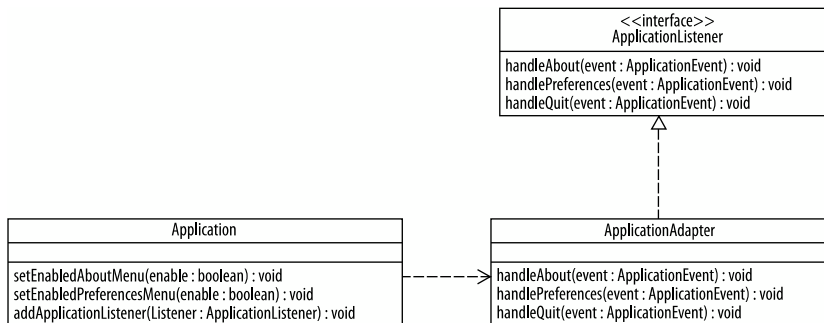 <<interface>>
ApplicationListener
handleAbout(event : ApplicationEvent) : void
handlePreferences(event : ApplicationEvent) : void
handleQuit(event : ApplicationEvent) : void
Application
setEnabledAboutMenu(enable : boolean) : void
setEnabledPreferencesMenu(enable : boolean) : void
addApplicationListener(Listener : ApplicationListener) : void
ApplicationAdapter
handleAbout(event : ApplicationEvent) : void
handlePreferences(event : ApplicationEvent) : void
handleQuit(event : ApplicationEvent) : void